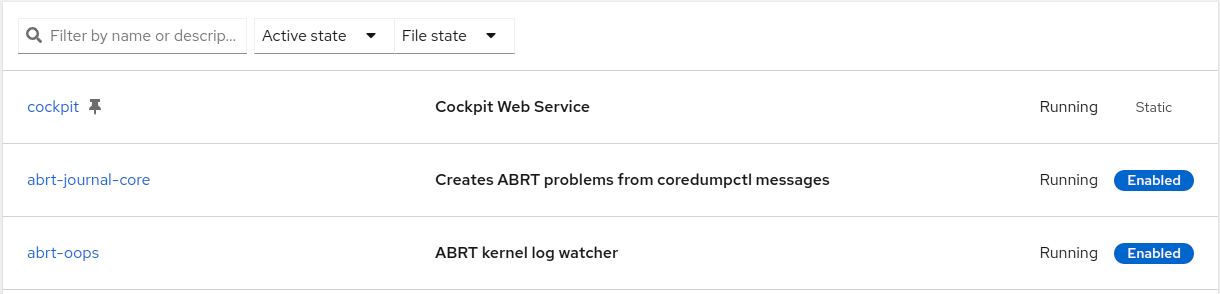 Filter by name or descrip... Active state File state
cockpit Cockpit Web Service Running Static
abrt-journal-core Creates ABRT problems from coredumpctl messages Running Enabled
abrt-oops ABRT kernel log watcher Running Enabled